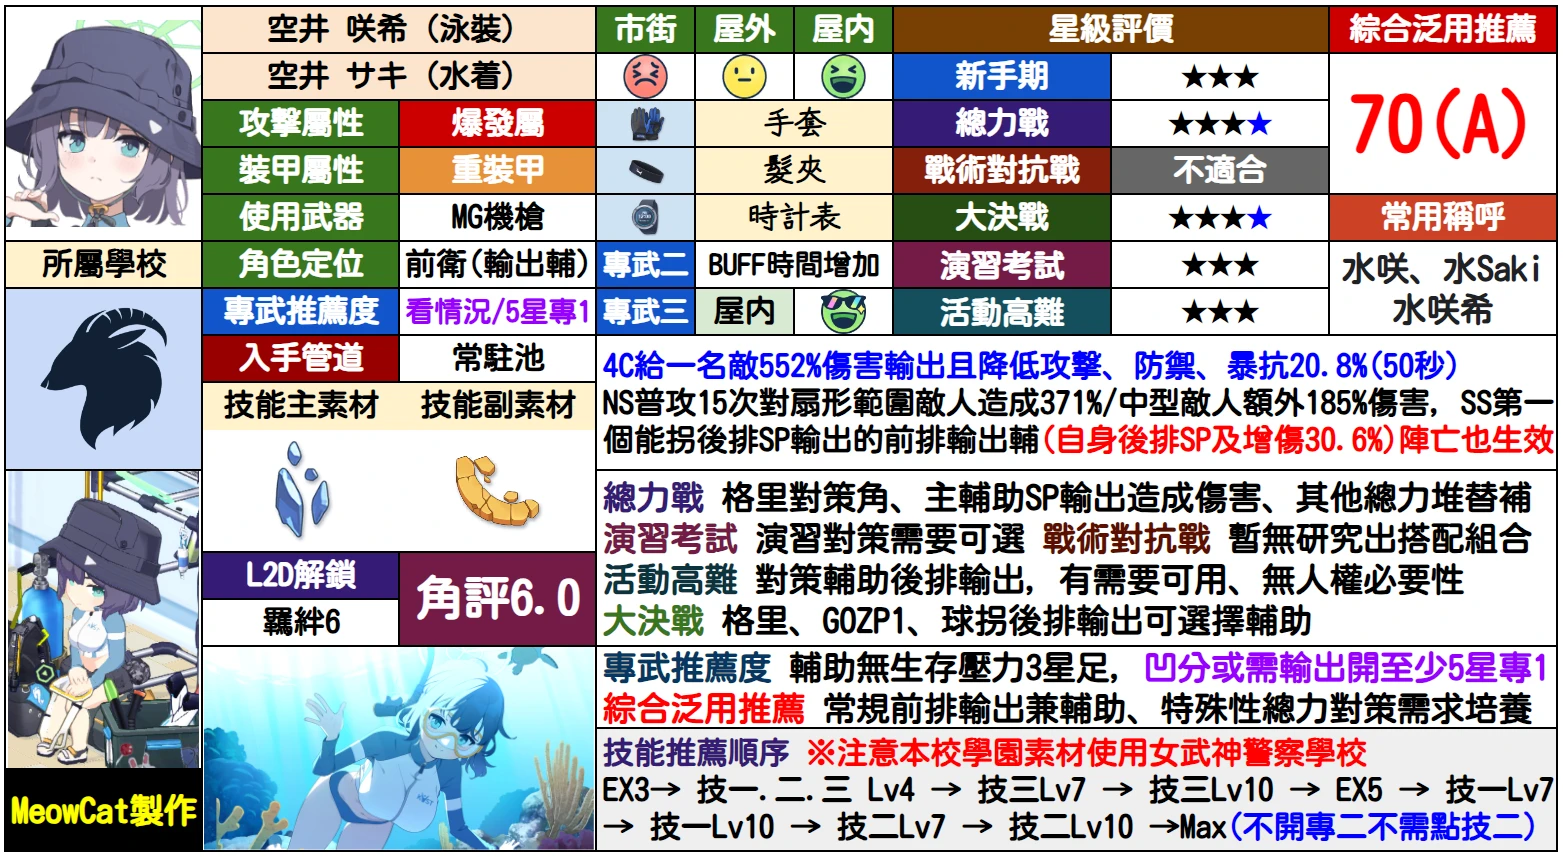 空井 咲希（泳裝）
空井 サキ（水着）
市街 屋外 屋内
星級評價
綜合泛用推薦
新手期 ★★★
70(A)
攻擊屬性 爆發屬
手套
總力戰 ★★★★
裝甲屬性 重裝甲
髮夾
戰術對抗戰 不適合
使用武器 MG機槍
時計表
大決戰 ★★★★
常用稱呼
所屬學校
角色定位 前衛(輸出輔)
專武二 BUFF時間增加
演習考試 ★★★
水咲、水Saki
水咲希
專武推薦度 看情況/5星專1
專武三 屋内
活動高難 ★★★
入手管道 常駐池
技能主素材 技能副素材
4C給一名敵552%傷害輸出且降低攻擊、防禦、暴抗20.8%(50秒)
NS普攻15次對扇形範圍敵人造成371%/中型敵人額外185%傷害, SS第一
個能拐後排SP輸出的前排輸出輔(自身後排SP及增傷30.6%)陣亡也生效
總力戰 格里對策角、主輔助SP輸出造成傷害、其他總力堆替補
演習考試 演習對策需要可選 戰術對抗戰 暫無研究出搭配組合
活動高難 對策輔助後排輸出, 有需要可用、無人權必要性
大決戰 格里、GOZP1、球拐後排輸出可選擇輔助
L2D解鎖
羈絆6
角評6.0
專武推薦度 輔助無生存壓力3星足, 凹分或需輸出開至少5星專1
綜合泛用推薦 常規前排輸出兼輔助、特殊性總力對策需求培養
技能推薦順序 ※注意本校學園素材使用女武神警察學校
EX3→ 技一.二.三 Lv4 → 技三Lv7 → 技三Lv10 → EX5 → 技一Lv7
→ 技一Lv10 → 技二Lv7 → 技二Lv10 →Max(不開專二不需點技二)
MeowCat製作